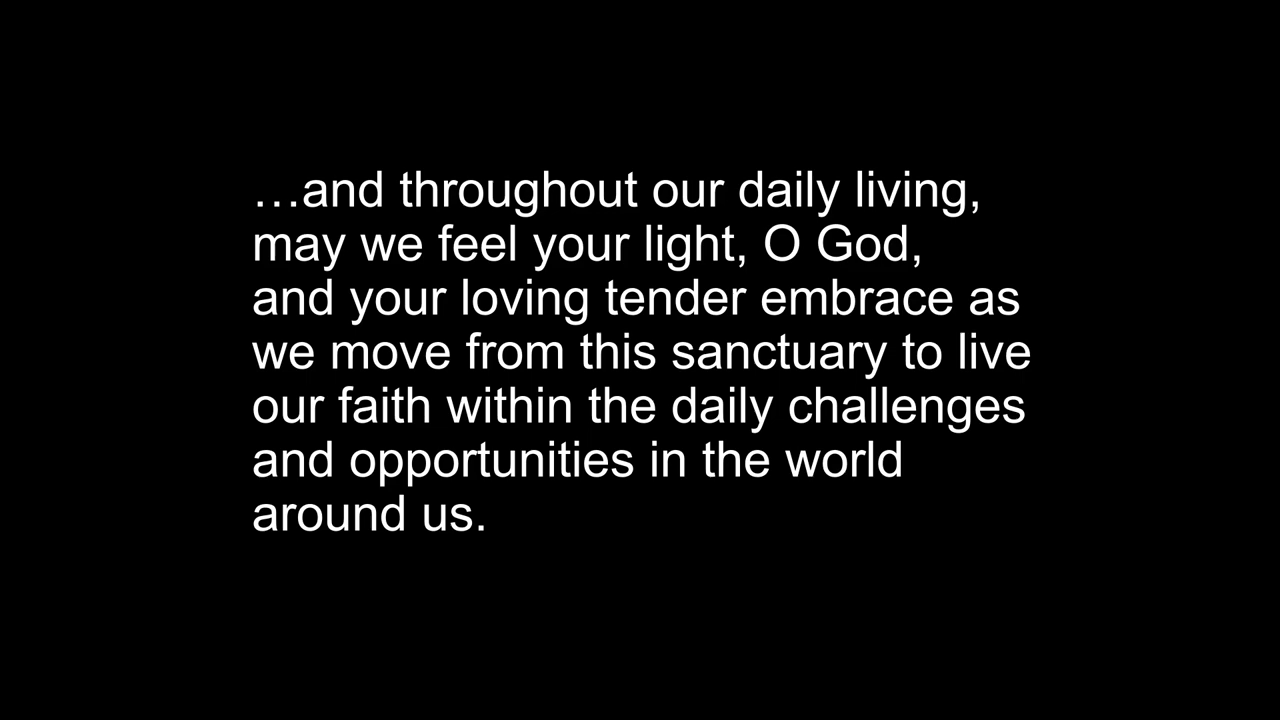 …and throughout our daily living,
may we feel your light, O God,
and your loving tender embrace as
we move from this sanctuary to live
our faith within the daily challenges
and opportunities in the world
around us.